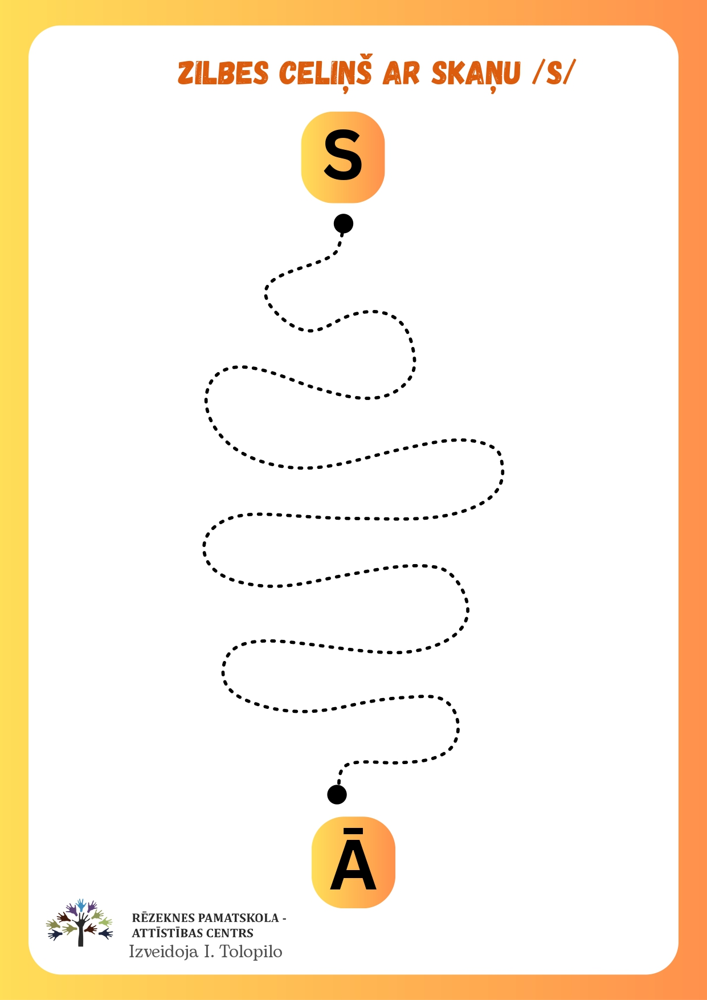 ZILBES CELIŅŠ AR SKAŅU /S/
S
Ā
RĒZEKNES PAMATSKOLA -
ATTĪSTĪBAS CENTRS
Izveidoja I. Tolopilo